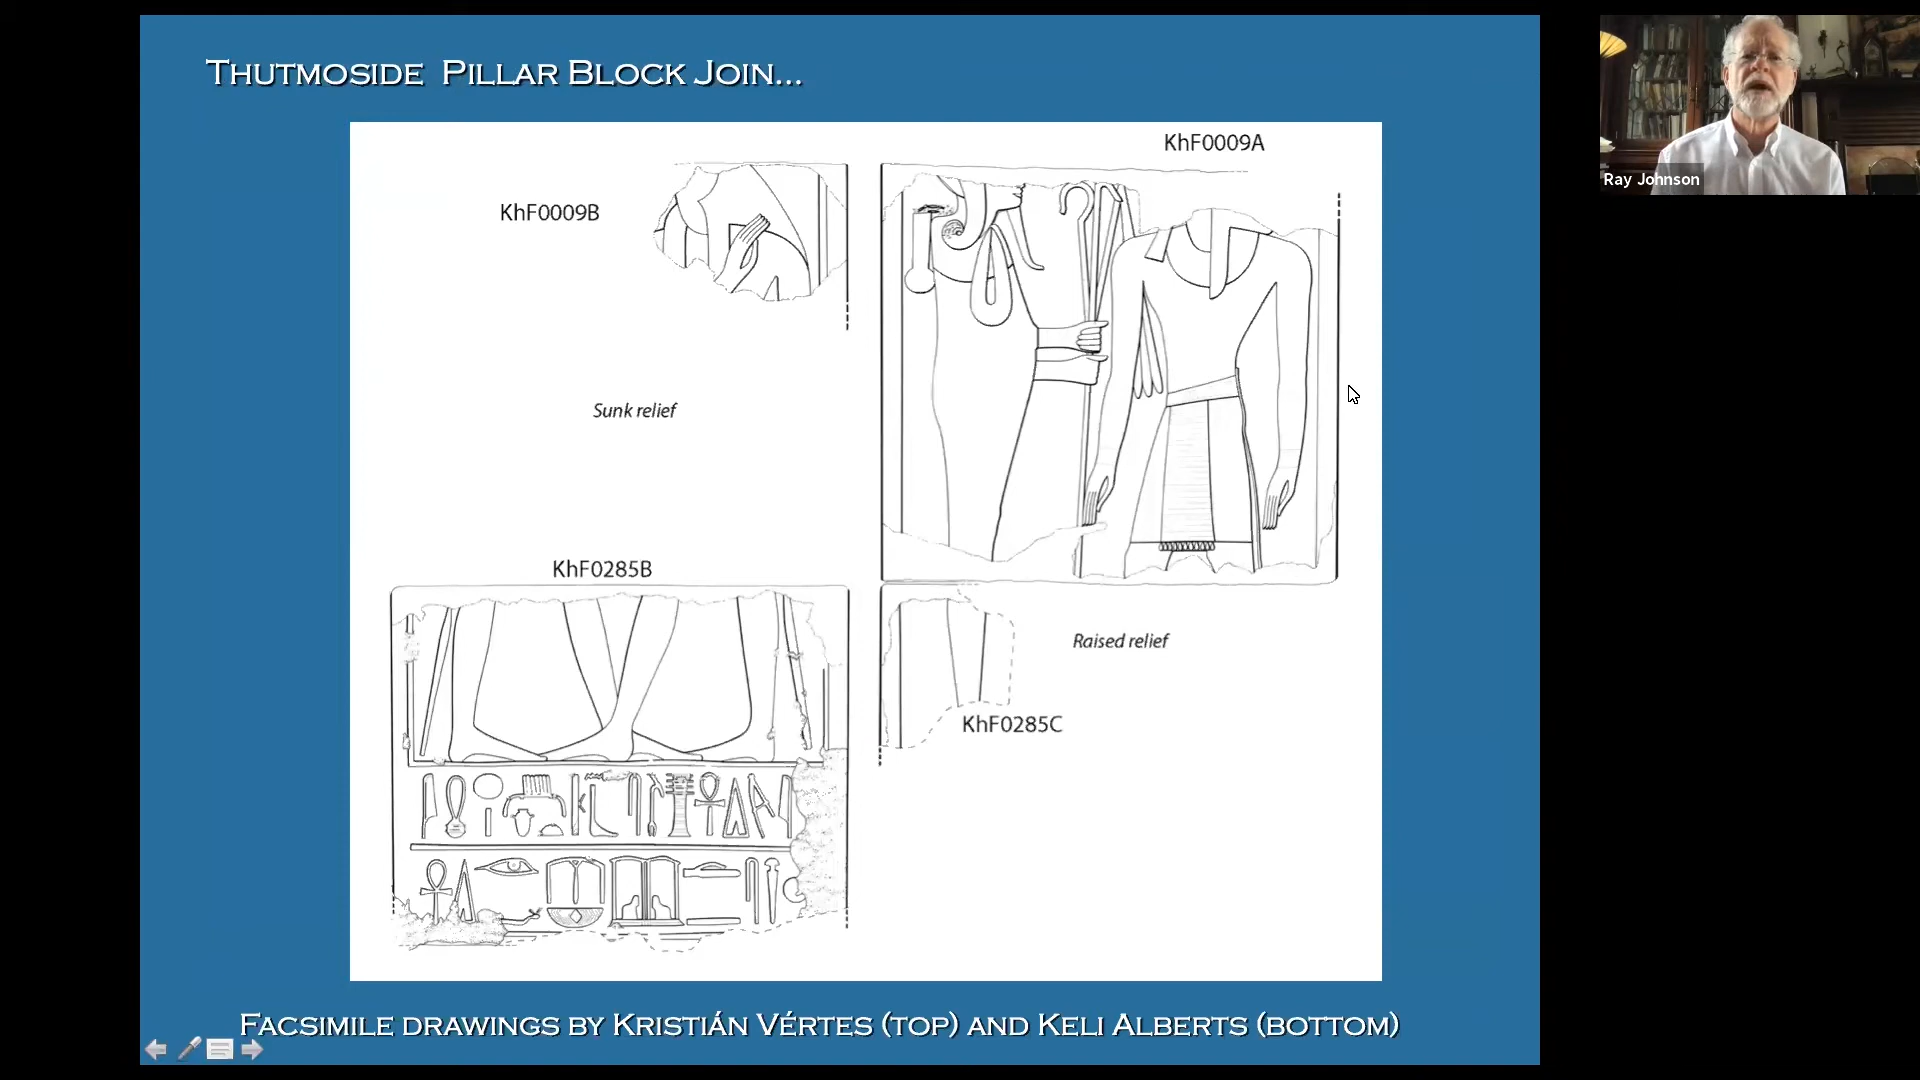 Thutmoside Pillar Block Join...
Ray Johnson
KhF0009A
KhF0009B
Sunk relief
KhF0285B
Raised relief
KhF0285C
Facsimile drawings by Kristián Vértes (top) and Keli Alberts (bottom)